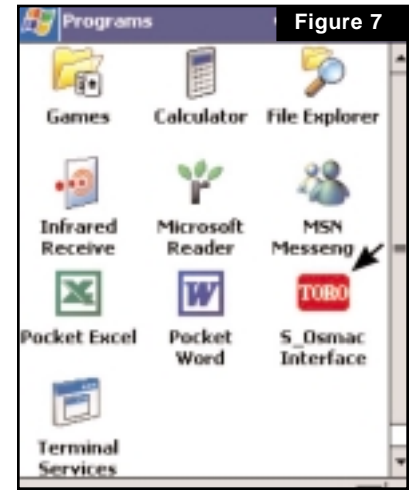 Programs
Figure 7
Games
Calculator
File Explorer
Infrared
Receive
Microsoft
Reader
MSN
Messeng
Pocket Excel
Pocket
Word
TORO
S_Osmac
Interface
Terminal
Services